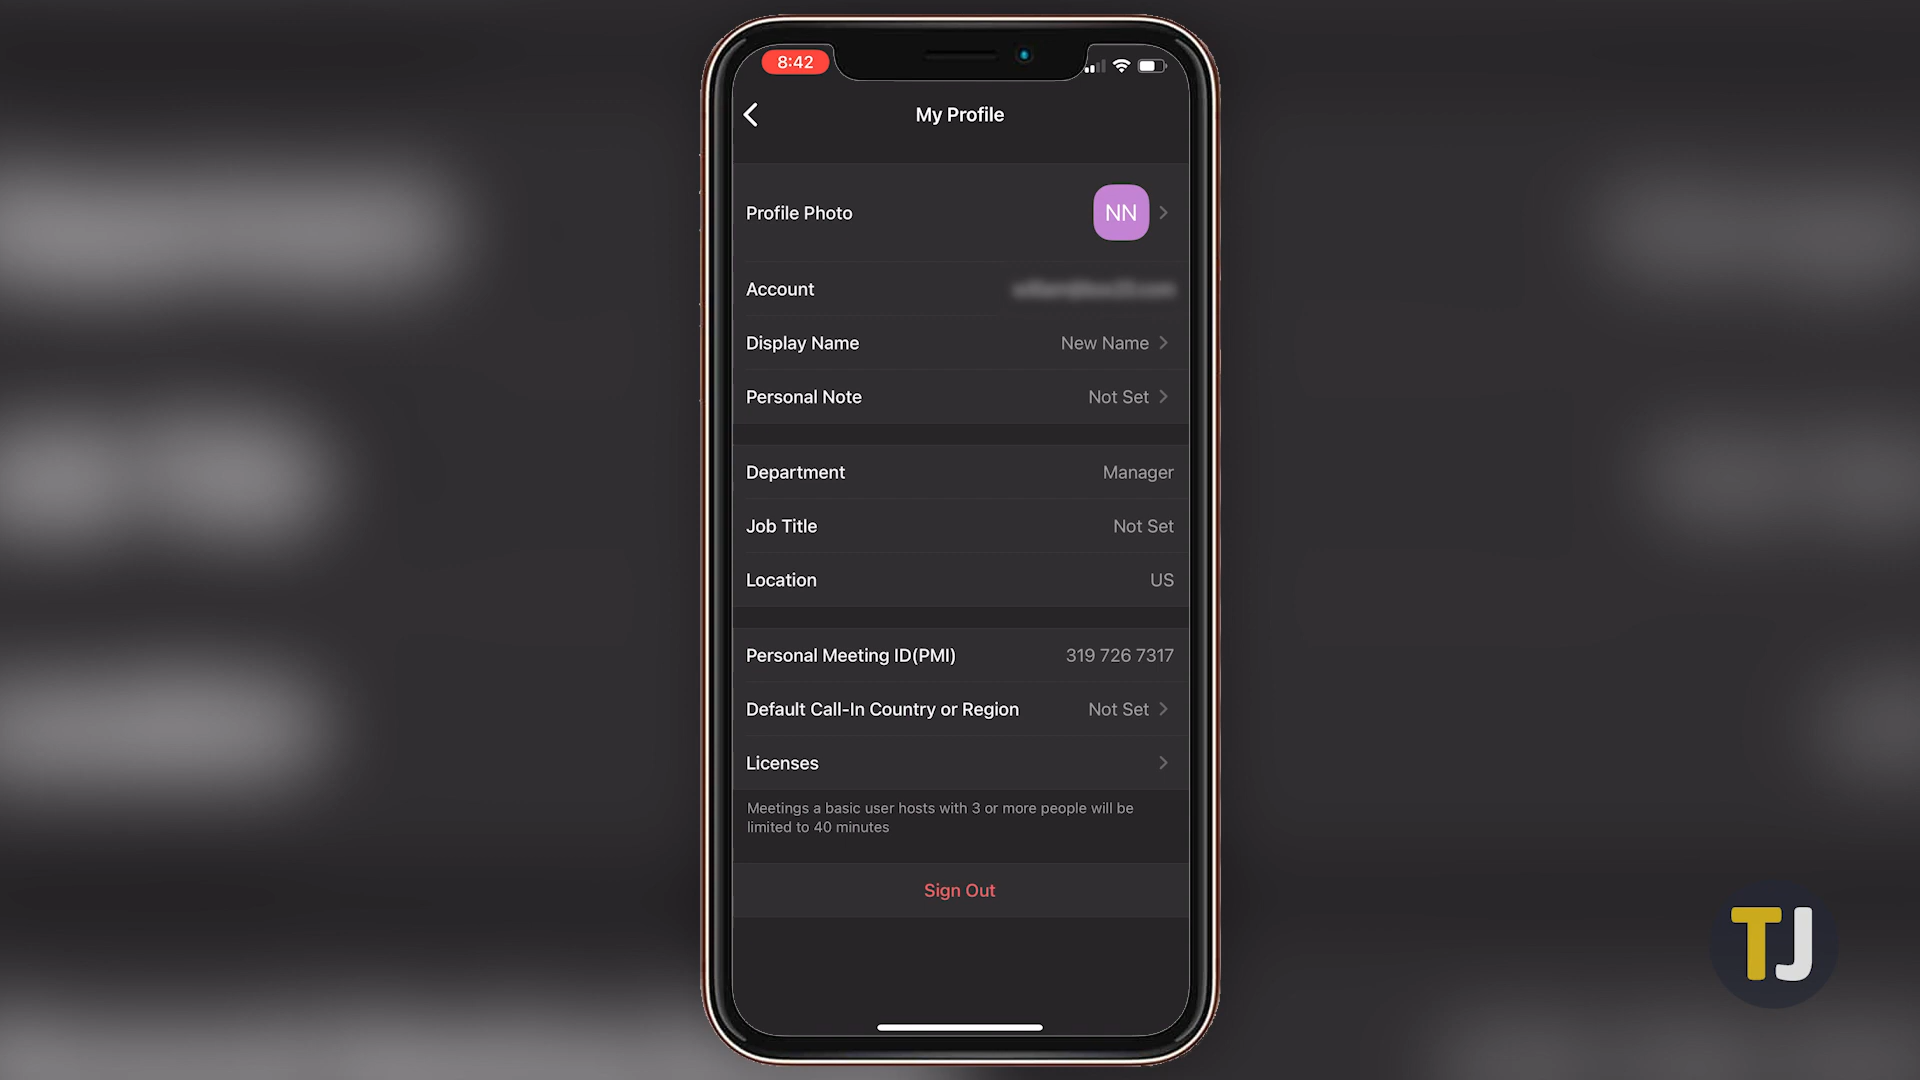 8:42
My Profile
Profile Photo
NN
Account
Display Name
New Name
Personal Note
Not Set
Department
Manager
Job Title
Not Set
Location
US
Personal Meeting ID(PMI)
319 726 7317
Default Call-In Country or Region
Not Set
Licenses
Meetings a basic user hosts with 3 or more people will be
limited to 40 minutes
Sign Out
TJ